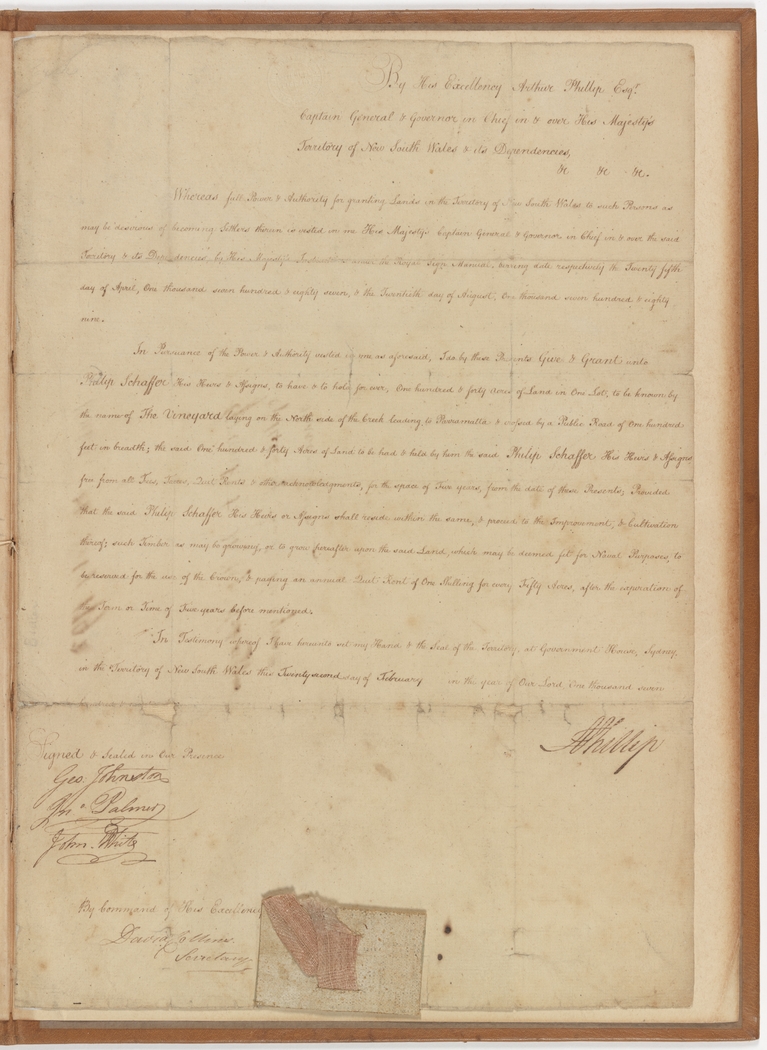 By His Excellency Arthur Phillip Esqr.
Captain General & Governor in Chief in & over His Majesty's
Territory of New South Wales & its Dependencies,
&c &c &c.
Whereas full Power & Authority for granting Lands in the Territory of New South Wales, to such Persons as
may be desirous of becoming Settlers therein is vested in me His Majesty's Captain General & Governor in Chief in & over the said
Territory & its Dependencies, by His Majesty's under the Royal Sign Manual, bearing date respectively the Twenty fifth
day of April, One thousand seven hundred & eighty seven, & the Twentieth day of August, One thousand seven hundred & eighty
nine.
In Pursuance of the Power & Authority vested in me as aforesaid, I do by these Presents Give & Grant unto
Philip Schaffer His Heirs & Assigns, to have & to hold for ever, One hundred & forty Acres of Land in One Lot, to be known by
the name of The Vineyard laying on the North side of the Creek leading to Parramatta & crossed by a Public Road of One hundred
feet in breadth; the said One hundred & forty Acres of Land to be had & held by him the said Philip Schaffer His Heirs & Assigns
free from all Fees, Taxes, Quit Rents & other acknowledgments, for the space of Five years, from the date of these Presents; Provided
that the said Philip Schaffer His Heirs or Assigns shall reside within the same, & proceed to the Improvement, & Cultivation
thereof; such Timber as may be growing, or to grow hereafter upon the said Land, which may be deemed fit for Naval Purposes, to
be reserved for the use of the Crown, & paying an annual Quit Rent of One Shilling for every Fifty Acres, after the expiration of
the Term or Time of Five years before mentioned.
In Testimony whereof I have hereunto set my Hand & the Seal of the Territory, at Government House, Sydney,
in the Territory of New South Wales this Twenty second day of February in the year of Our Lord One thousand seven
APhillip
Signed & Sealed in Our Presence
Geo. Johnston
Jno. Palmer
John White
By Command of His Excellency
David Collins
Secretary